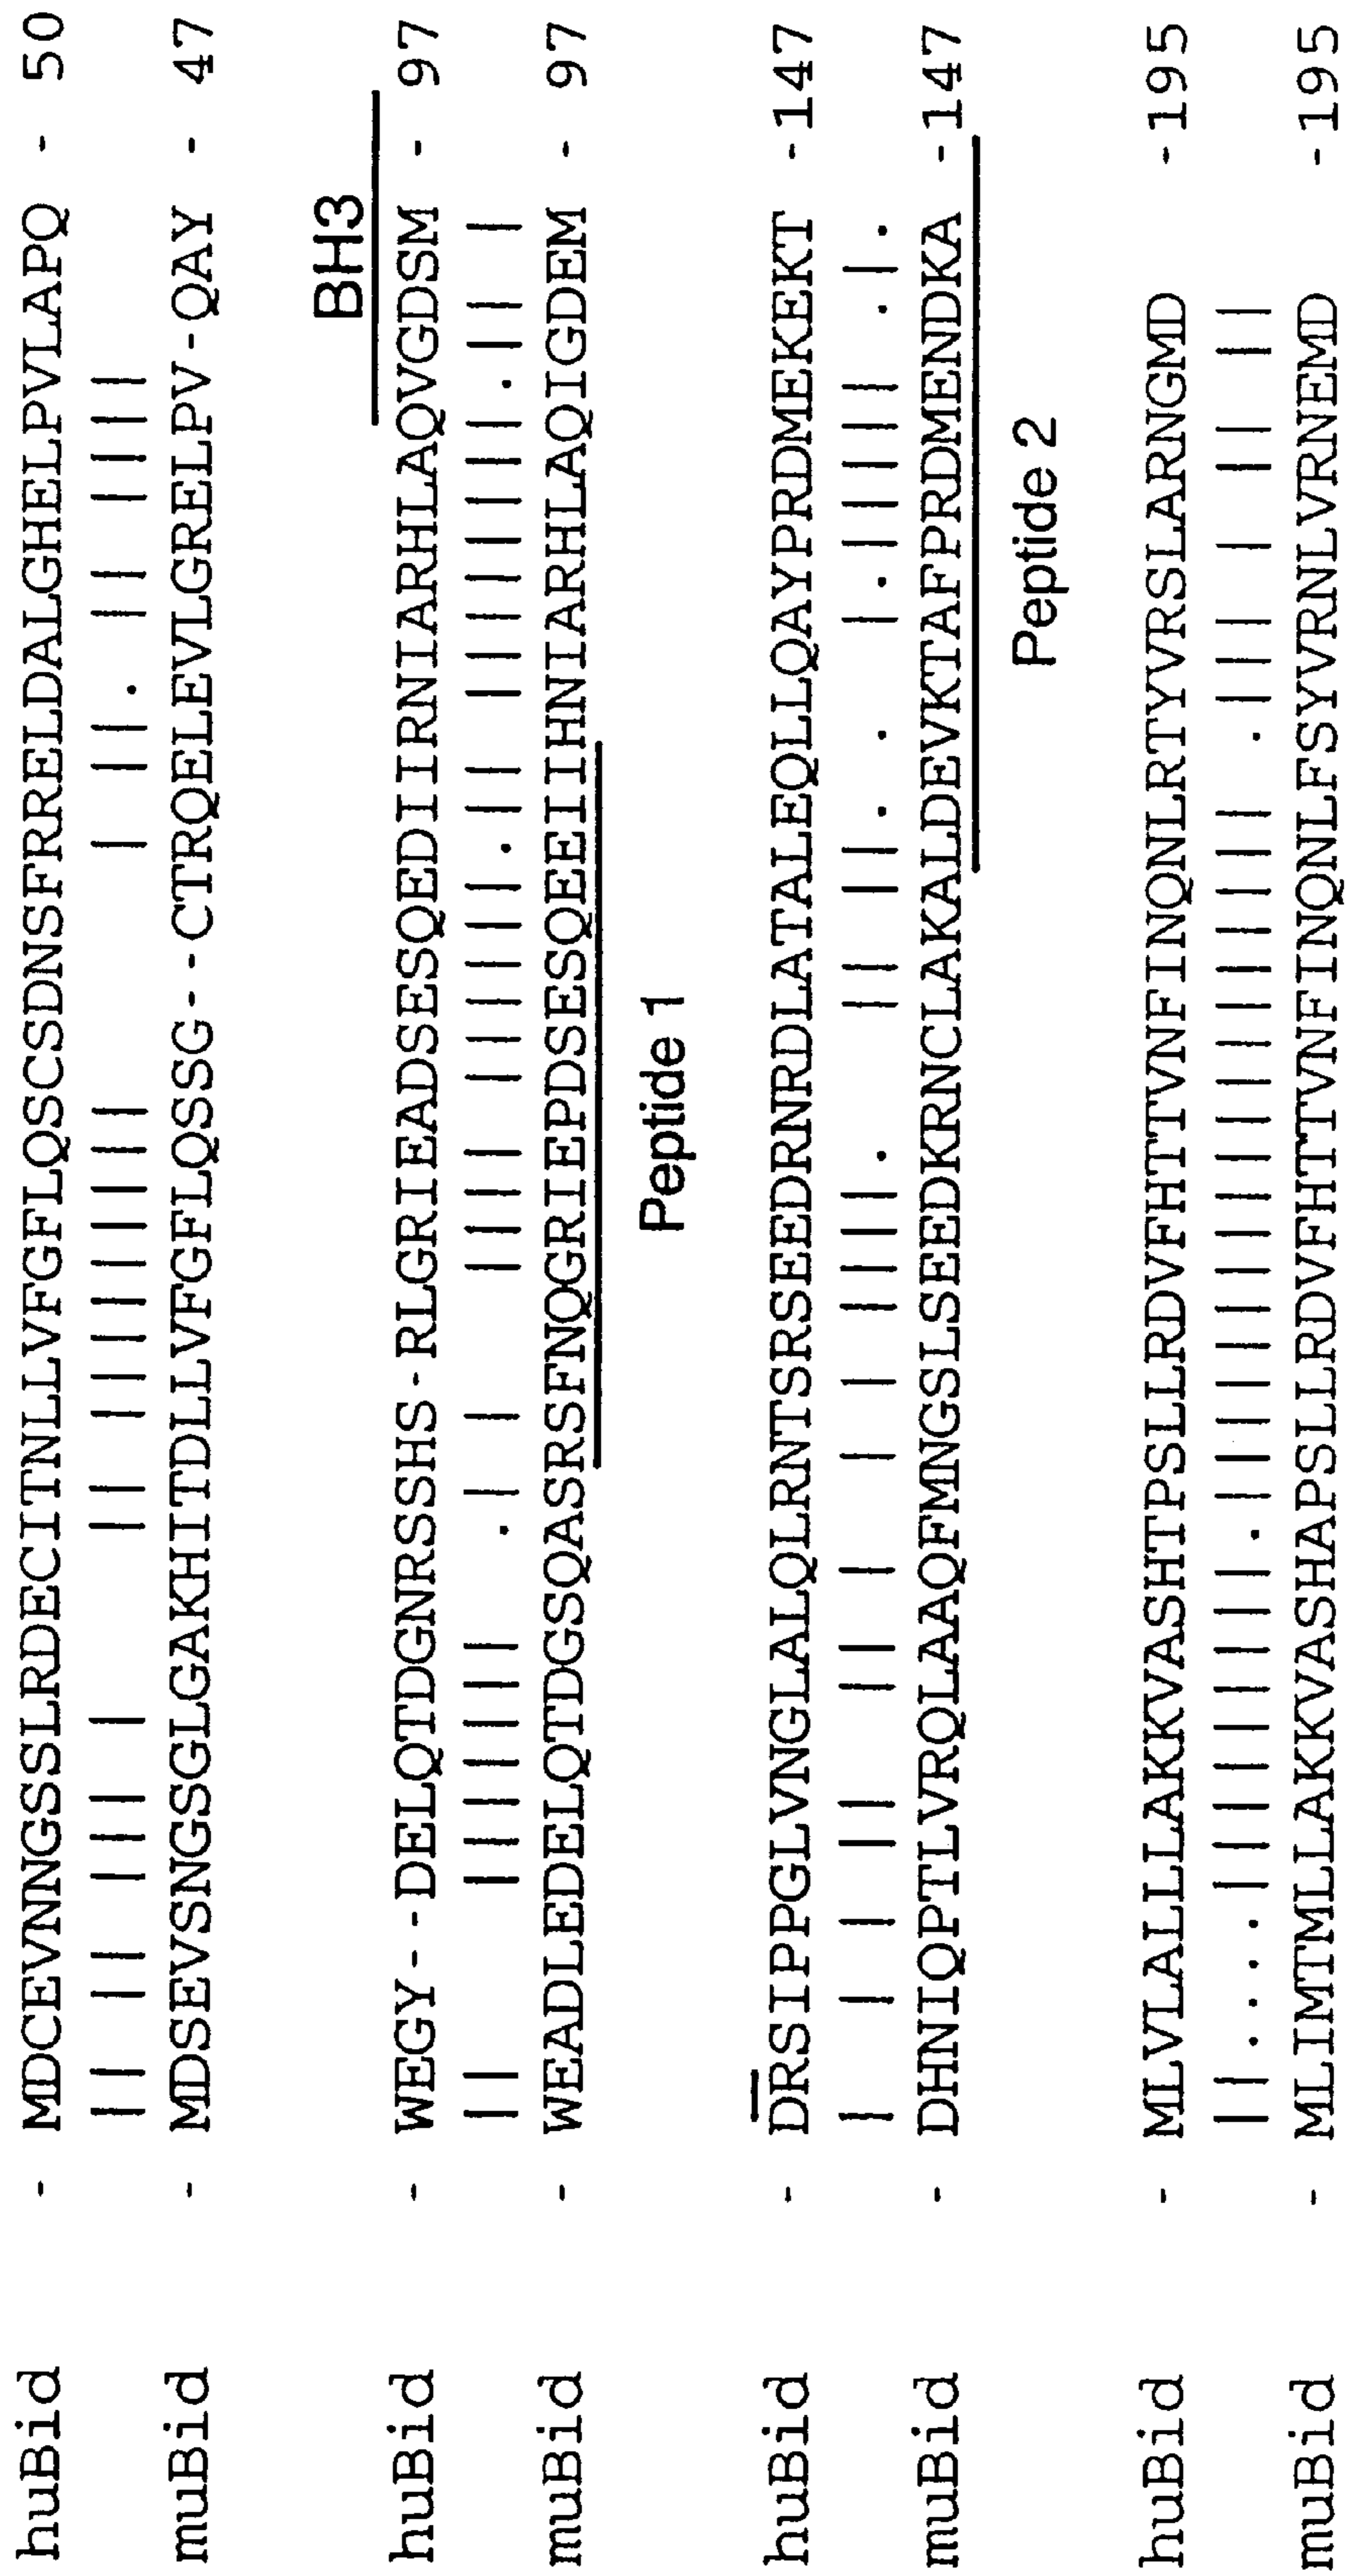 huBid - MDCEVNNGSSLRDECITNLLVFGFLQSCSDNSFRRELDALGHELPVLAPQ - 50
muBid - MDSEVSNGSGLGAKHITDLLVFGFLQSSG--CTRQELEVLGRELPV-QAY - 47
BH3
huBid - WEGY--DELQTDGNRSSHS-RLGRIEADSESQEDIIRNIARHLAQVGDSM - 97
muBid - WEADLEDELQTDGSQASRSFNQGRIEPDSESQEEIIHNIARHLAQIGDEM - 97
Peptide 1
huBid - DRSIPPGLVNGLALQLRNTSRSEEDRNRDLATALEQLLQAYPRDMEKEKT -147
muBid - DHNIQPTLVRQLAAQFMNGSLSEEDKRNCLAKALDEVKTAFPRDMENDKA -147
Peptide 2
huBid - MLVLALLLAKKVASHTPSLLRDVFHTTVNFINQNLRTYVRSLARNGMD -195
muBid - MLIMTMLLAKKVASHAPSLLRDVFHTTVNFINQNLFSYVRNLVRNEMD -195